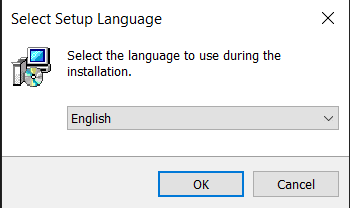 Select Setup Language
Select the language to use during the
installation.
English
OK
Cancel